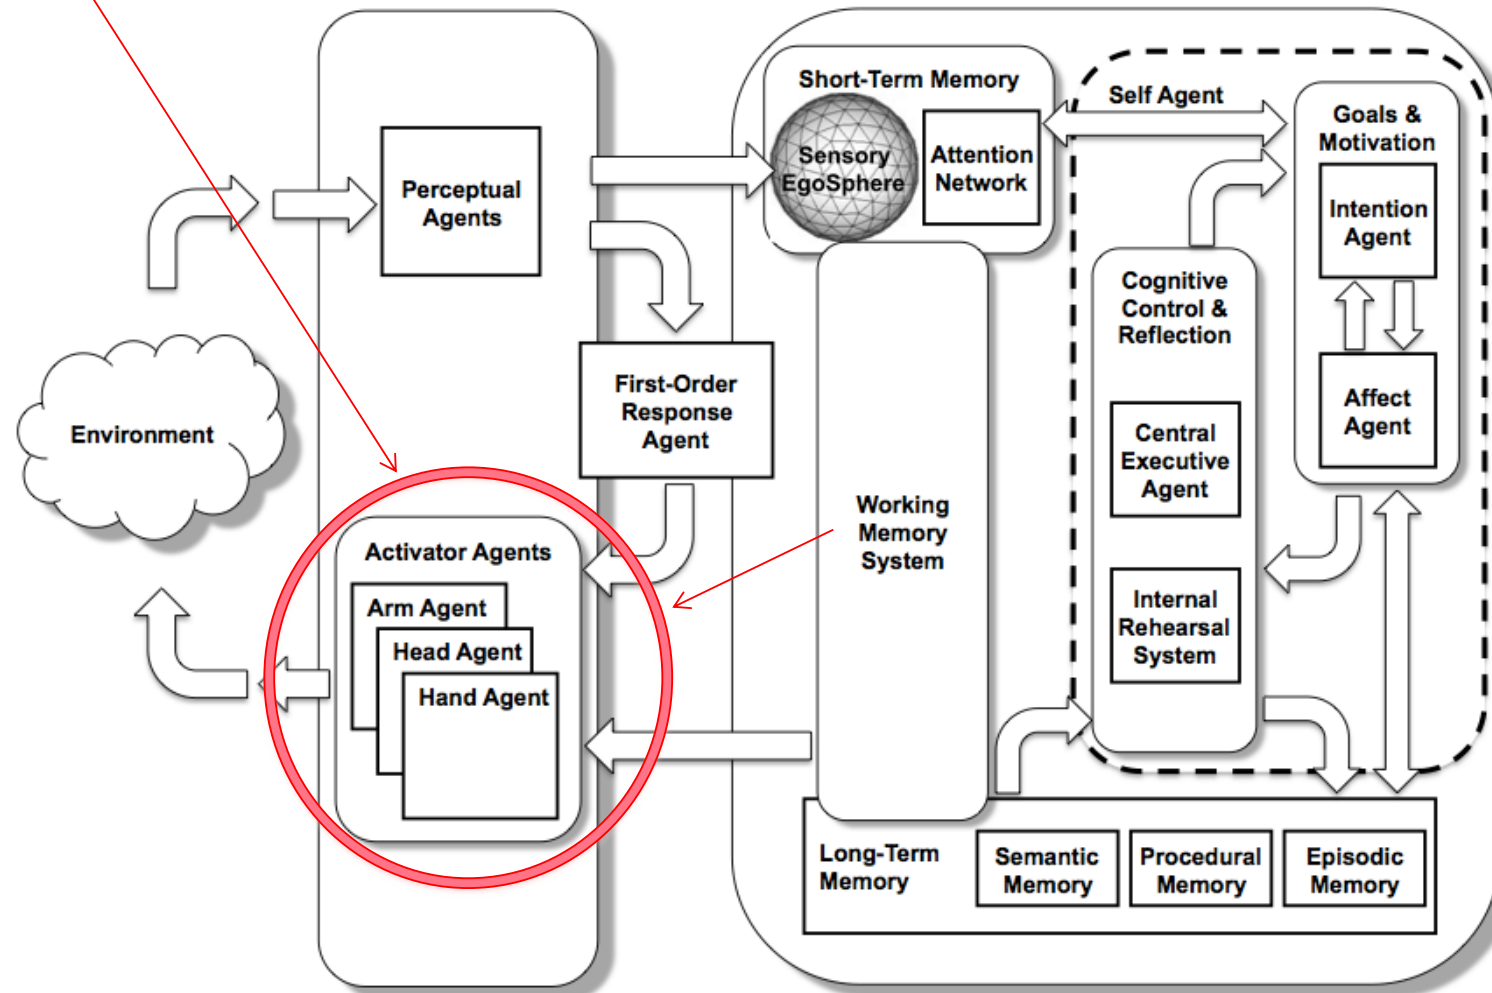 Short-Term Memory
Sensory
EgoSphere
Attention
Network
Self Agent
Goals &
Motivation
Intention
Agent
Affect
Agent
Perceptual
Agents
Cognitive
Control &
Reflection
Central
Executive
Agent
Internal
Rehearsal
System
First-Order
Response
Agent
Environment
Working
Memory
System
Activator Agents
Arm Agent
Head Agent
Hand Agent
Long-Term
Memory
Semantic
Memory
Procedural
Memory
Episodic
Memory